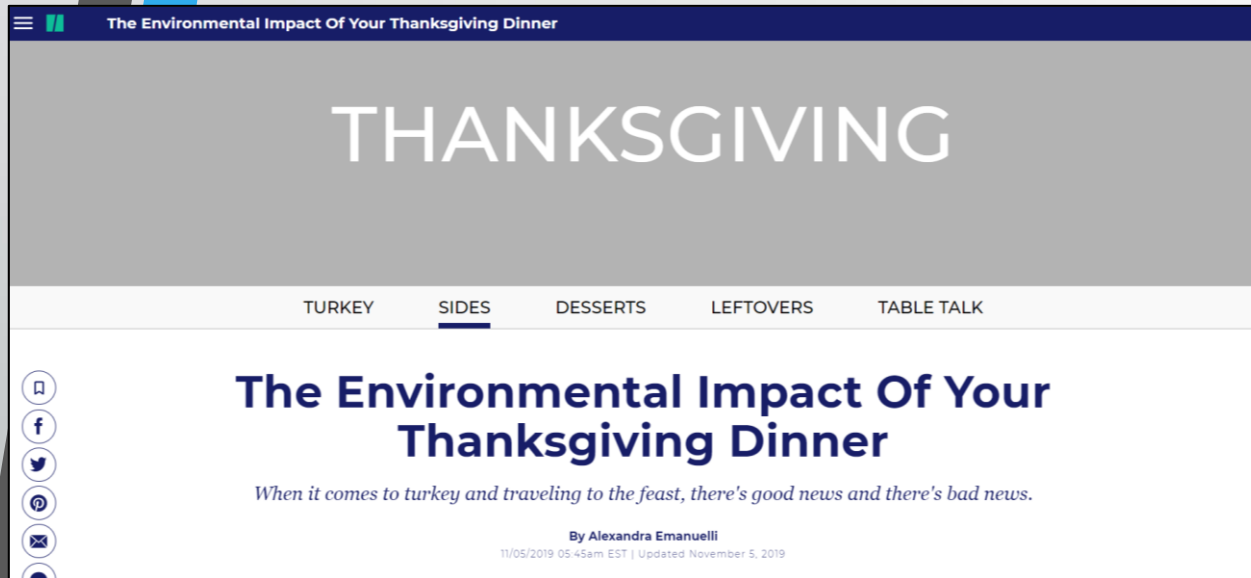 The Environmental Impact Of Your Thanksgiving Dinner
THANKSGIVING
TURKEY SIDES DESSERTS LEFTOVERS TABLE TALK
The Environmental Impact Of Your
Thanksgiving Dinner
When it comes to turkey and traveling to the feast, there's good news and there's bad news.
By Alexandra Emanuelli
11/05/2019 05:45am EST | Updated November 5, 2019